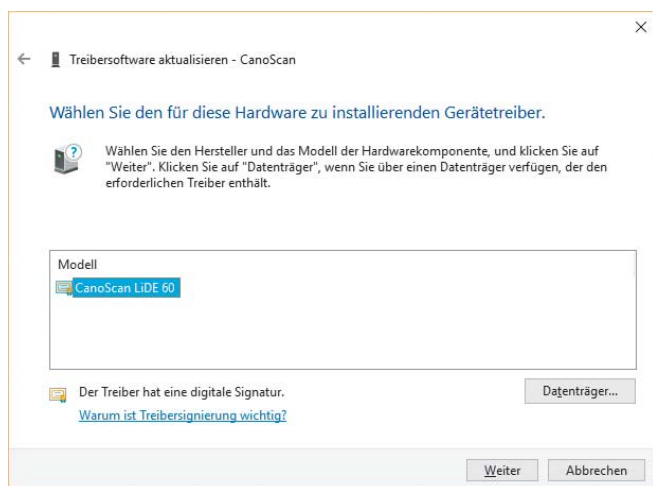 Treibersoftware aktualisieren - CanoScan
Wählen Sie den für diese Hardware zu installierenden Gerätetreiber.
Wählen Sie den Hersteller und das Modell der Hardwarekomponente, und klicken Sie auf
"Weiter". Klicken Sie auf "Datenträger", wenn Sie über einen Datenträger verfügen, der den
erforderlichen Treiber enthält.
Modell
CanoScan LiDE 60
Der Treiber hat eine digitale Signatur.
Datenträger...
Warum ist Treibersignierung wichtig?
Weiter
Abbrechen